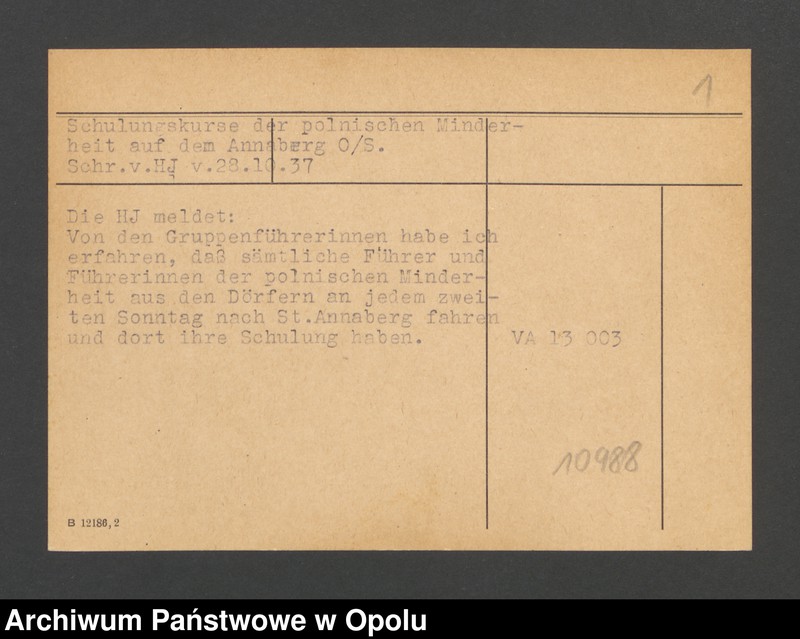 1
Schulungskurse der polnischen Minder-
heit auf dem Annaberg O/S.
Schr.v.HJ v.28.10.37
Die HJ meldet:
Von den Gruppenführerinnen habe ich
erfahren, daß sämtliche Führer und
Führerinnen der polnischen Minder-
heit aus den Dörfern an jedem zwei-
ten Sonntag nach St.Annaberg fahren
und dort ihre Schulung haben.
VA 13 003
10988
B 12186,2
Archiwum Państwowe w Opolu